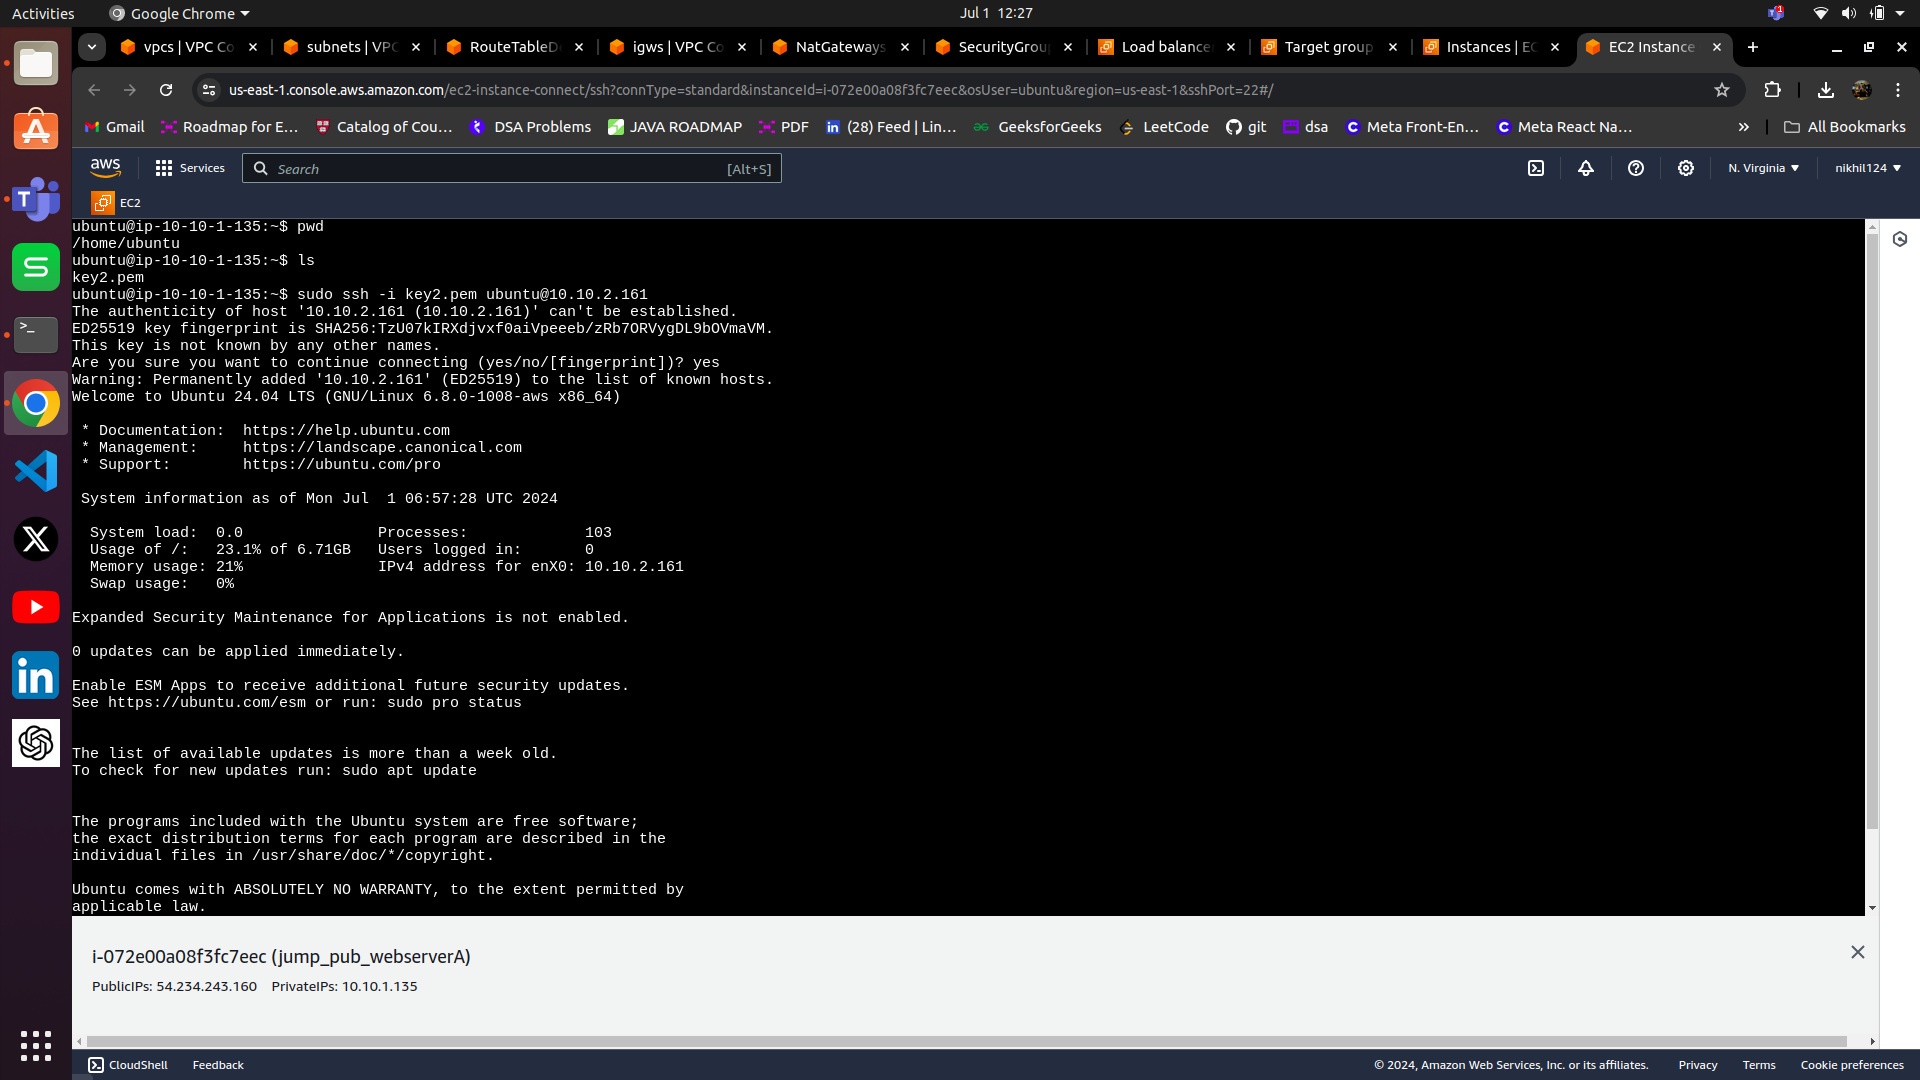 Activities
Google Chrome
Jul 1 12:27
1
vpcs | VPC Co
subnets | VPC
RouteTableDe
igws | VPC Co
NatGateways
SecurityGroup
Load balancer
Target group
Instances | EC
EC2 Instance
us-east-1.console.aws.amazon.com/ec2-instance-connect/ssh?connType=standard&instanceId=i-072e00a08f3fc7eec&osUser=ubuntu&region=us-east-1&sshPort=22#/
Gmail
Roadmap for E...
Catalog of Cou...
DSA Problems
JAVA ROADMAP
PDF
(28) Feed | Lin...
GeeksforGeeks
LeetCode
git
dsa
Meta Front-En...
Meta React Na...
All Bookmarks
aws
Services
Search
[Alt+S]
N. Virginia
nikhil124
EC2
ubuntu@ip-10-10-1-135:~$ pwd
/home/ubuntu
ubuntu@ip-10-10-1-135:~$ ls
key2.pem
ubuntu@ip-10-10-1-135:~$ sudo ssh -i key2.pem ubuntu@10.10.2.161
The authenticity of host '10.10.2.161 (10.10.2.161)' can't be established.
ED25519 key fingerprint is SHA256:TzU07kIRXdjvxf0aiVpeeeb/zRb7ORVygDL9bOVmaVM.
This key is not known by any other names.
Are you sure you want to continue connecting (yes/no/[fingerprint])? yes
Warning: Permanently added '10.10.2.161' (ED25519) to the list of known hosts.
Welcome to Ubuntu 24.04 LTS (GNU/Linux 6.8.0-1008-aws x86_64)
* Documentation: https://help.ubuntu.com
* Management: https://landscape.canonical.com
* Support: https://ubuntu.com/pro
System information as of Mon Jul 1 06:57:28 UTC 2024
System load: 0.0 Processes: 103
Usage of /: 23.1% of 6.71GB Users logged in: 0
Memory usage: 21% IPv4 address for enX0: 10.10.2.161
Swap usage: 0%
Expanded Security Maintenance for Applications is not enabled.
0 updates can be applied immediately.
Enable ESM Apps to receive additional future security updates.
See https://ubuntu.com/esm or run: sudo pro status
The list of available updates is more than a week old.
To check for new updates run: sudo apt update
The programs included with the Ubuntu system are free software;
the exact distribution terms for each program are described in the
individual files in /usr/share/doc/*/copyright.
Ubuntu comes with ABSOLUTELY NO WARRANTY, to the extent permitted by
applicable law.
i-072e00a08f3fc7eec (jump_pub_webserverA)
PublicIPs: 54.234.243.160 PrivateIPs: 10.10.1.135
CloudShell
Feedback
© 2024, Amazon Web Services, Inc. or its affiliates.
Privacy
Terms
Cookie preferences